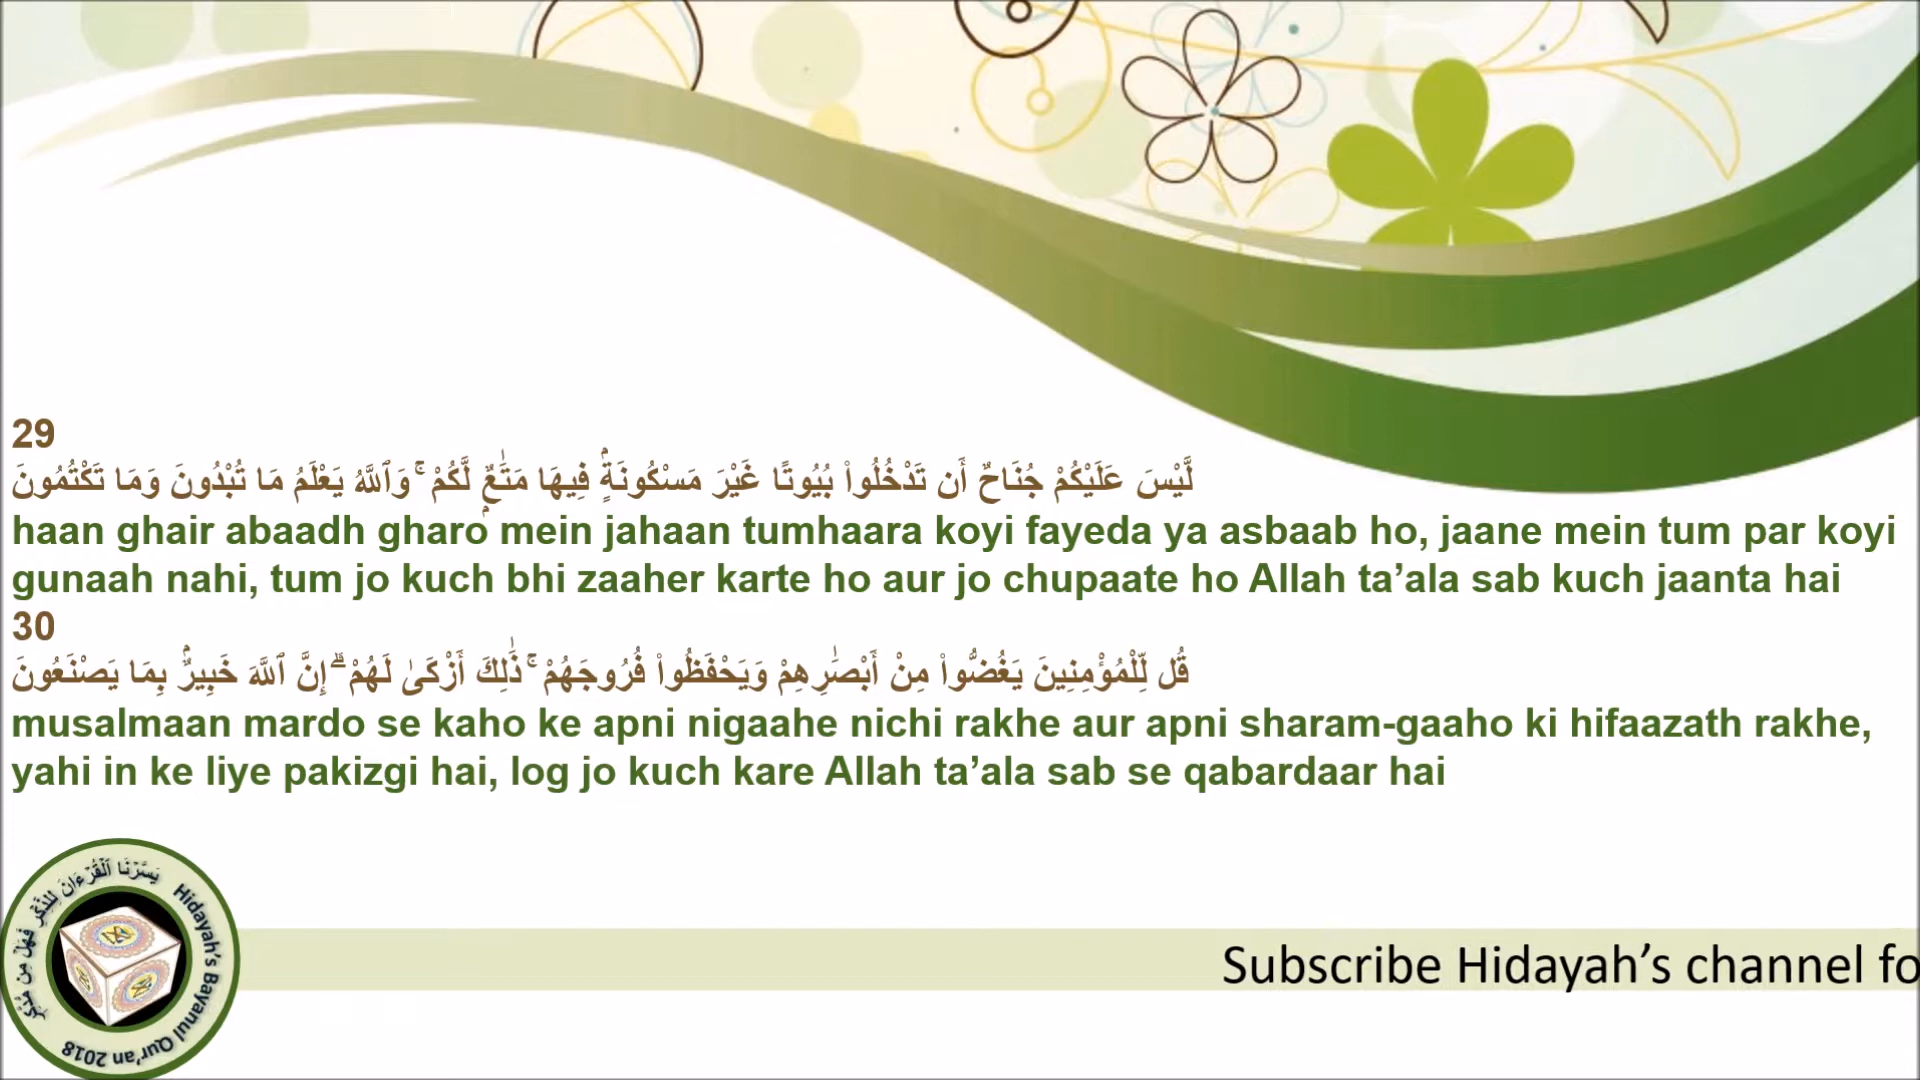 29
لَّيْسَ عَلَيْكُمْ جُنَاحٌ أَن تَدْخُلُوا۟ بُيُوتًا غَيْرَ مَسْكُونَةٍۢ فِيهَا مَتَـٰعٌۭ لَّكُمْ ۚ وَٱللَّهُ يَعْلَمُ مَا تُبْدُونَ وَمَا تَكْتُمُونَ
haan ghair abaadh gharo mein jahaan tumhaara koyi fayeda ya asbaab ho, jaane mein tum par koyi
gunaah nahi, tum jo kuch bhi zaaher karte ho aur jo chupaate ho Allah ta’ala sab kuch jaanta hai
30
قُل لِّلْمُؤْمِنِينَ يَغُضُّوا۟ مِنْ أَبْصَـٰرِهِمْ وَيَحْفَظُوا۟ فُرُوجَهُمْ ۚ ذَٰلِكَ أَزْكَىٰ لَهُمْ ۗ إِنَّ ٱللَّهَ خَبِيرٌۢ بِمَا يَصْنَعُونَ
musalmaan mardo se kaho ke apni nigaahe nichi rakhe aur apni sharam-gaaho ki hifaazath rakhe,
yahi in ke liye pakizgi hai, log jo kuch kare Allah ta’ala sab se qabardaar hai
يَسَّرْنَا ٱلْقُرْءَانَ لِلذِّكْرِ فَهَلْ مِن مُّدَّكِرٍ
Hidayah's Bayanul Qur'an 2018
Subscribe Hidayah’s channel fo